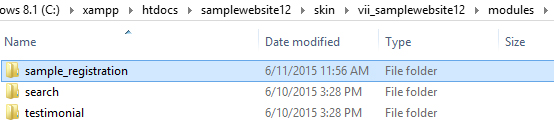 ows 8.1 (C:) ▸ xampp ▸ htdocs ▸ samplewebsite12 ▸ skin ▸ vii_samplewebsite12 ▸ modules ▸
Name Date modified Type Size
sample_registration 6/11/2015 11:56 AM File folder
search 6/10/2015 3:28 PM File folder
testimonial 6/10/2015 3:28 PM File folder